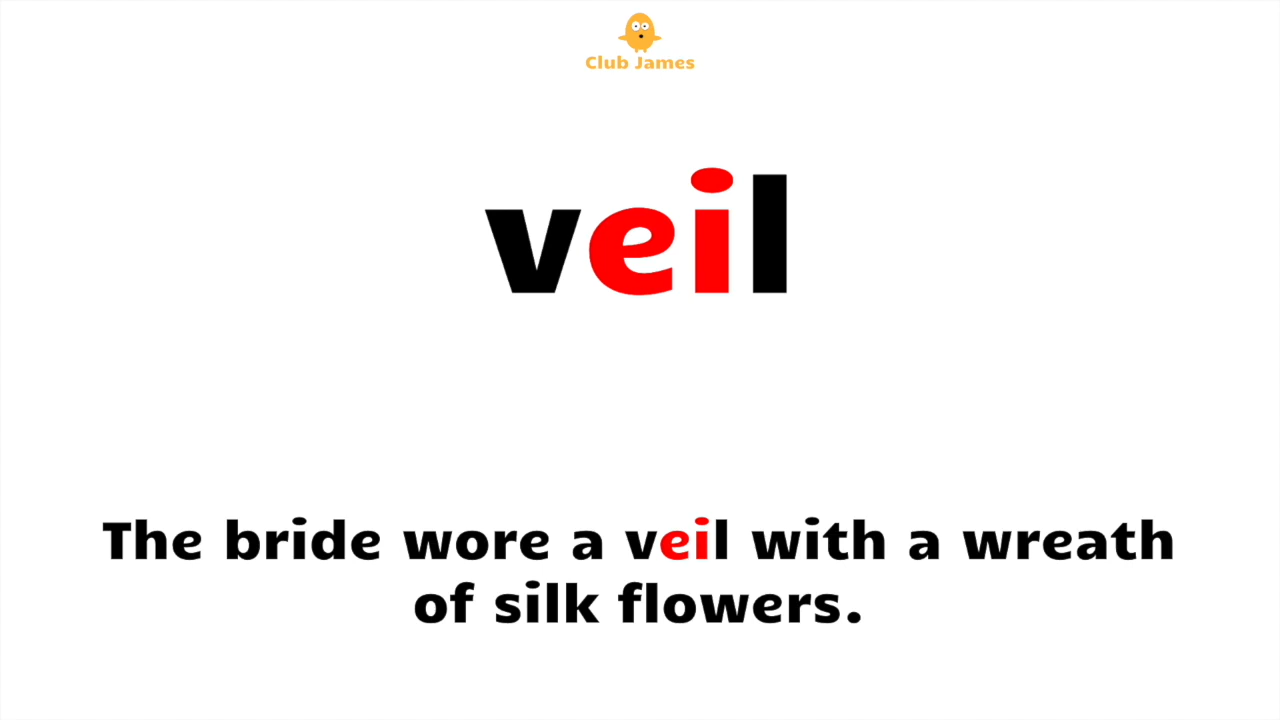 Club James
veil
The bride wore a veil with a wreath
of silk flowers.